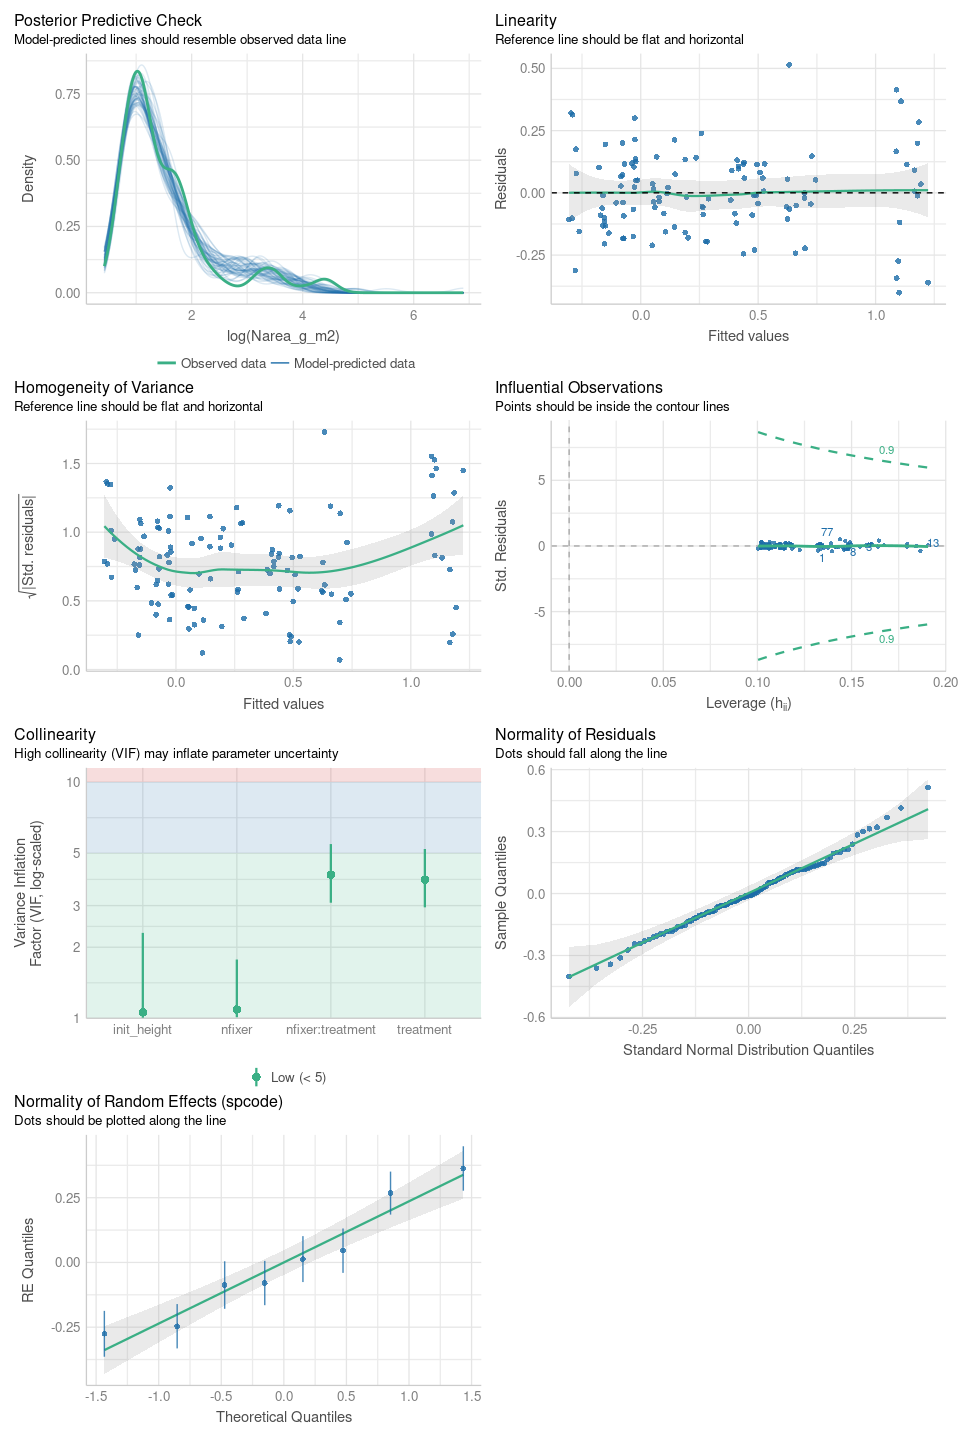 Posterior Predictive Check
Model-predicted lines should resemble observed data line
0.75
0.50
0.25
0.00
Density
2
4
6
log(Narea_g_m2)
Observed data
Model-predicted data
Linearity
Reference line should be flat and horizontal
0.50
0.25
0.00
-0.25
Residuals
0.0
0.5
1.0
Fitted values
Homogeneity of Variance
Reference line should be flat and horizontal
1.5
1.0
0.5
0.0
√|Std. residuals|
0.0
0.5
1.0
Fitted values
Influential Observations
Points should be inside the contour lines
5
0
-5
Std. Residuals
0.9
77
1
8
13
0.9
0.00
0.05
0.10
0.15
0.20
Leverage (hii)
Collinearity
High collinearity (VIF) may inflate parameter uncertainty
10
5
3
2
1
Variance Inflation
Factor (VIF, log-scaled)
init_height
nfixer
nfixer:treatment
treatment
Low (< 5)
Normality of Residuals
Dots should fall along the line
0.6
0.3
0.0
-0.3
-0.6
Sample Quantiles
-0.25
0.00
0.25
Standard Normal Distribution Quantiles
Normality of Random Effects (spcode)
Dots should be plotted along the line
0.25
0.00
-0.25
RE Quantiles
-1.5
-1.0
-0.5
0.0
0.5
1.0
1.5
Theoretical Quantiles